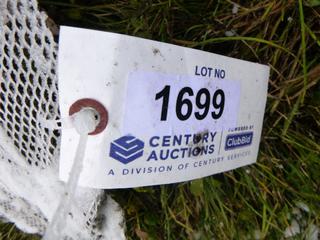 LOT NO
1699
CENTURY
AUCTIONS
POWERED BY
ClubBid
A DIVISION OF CENTURY SERVICES